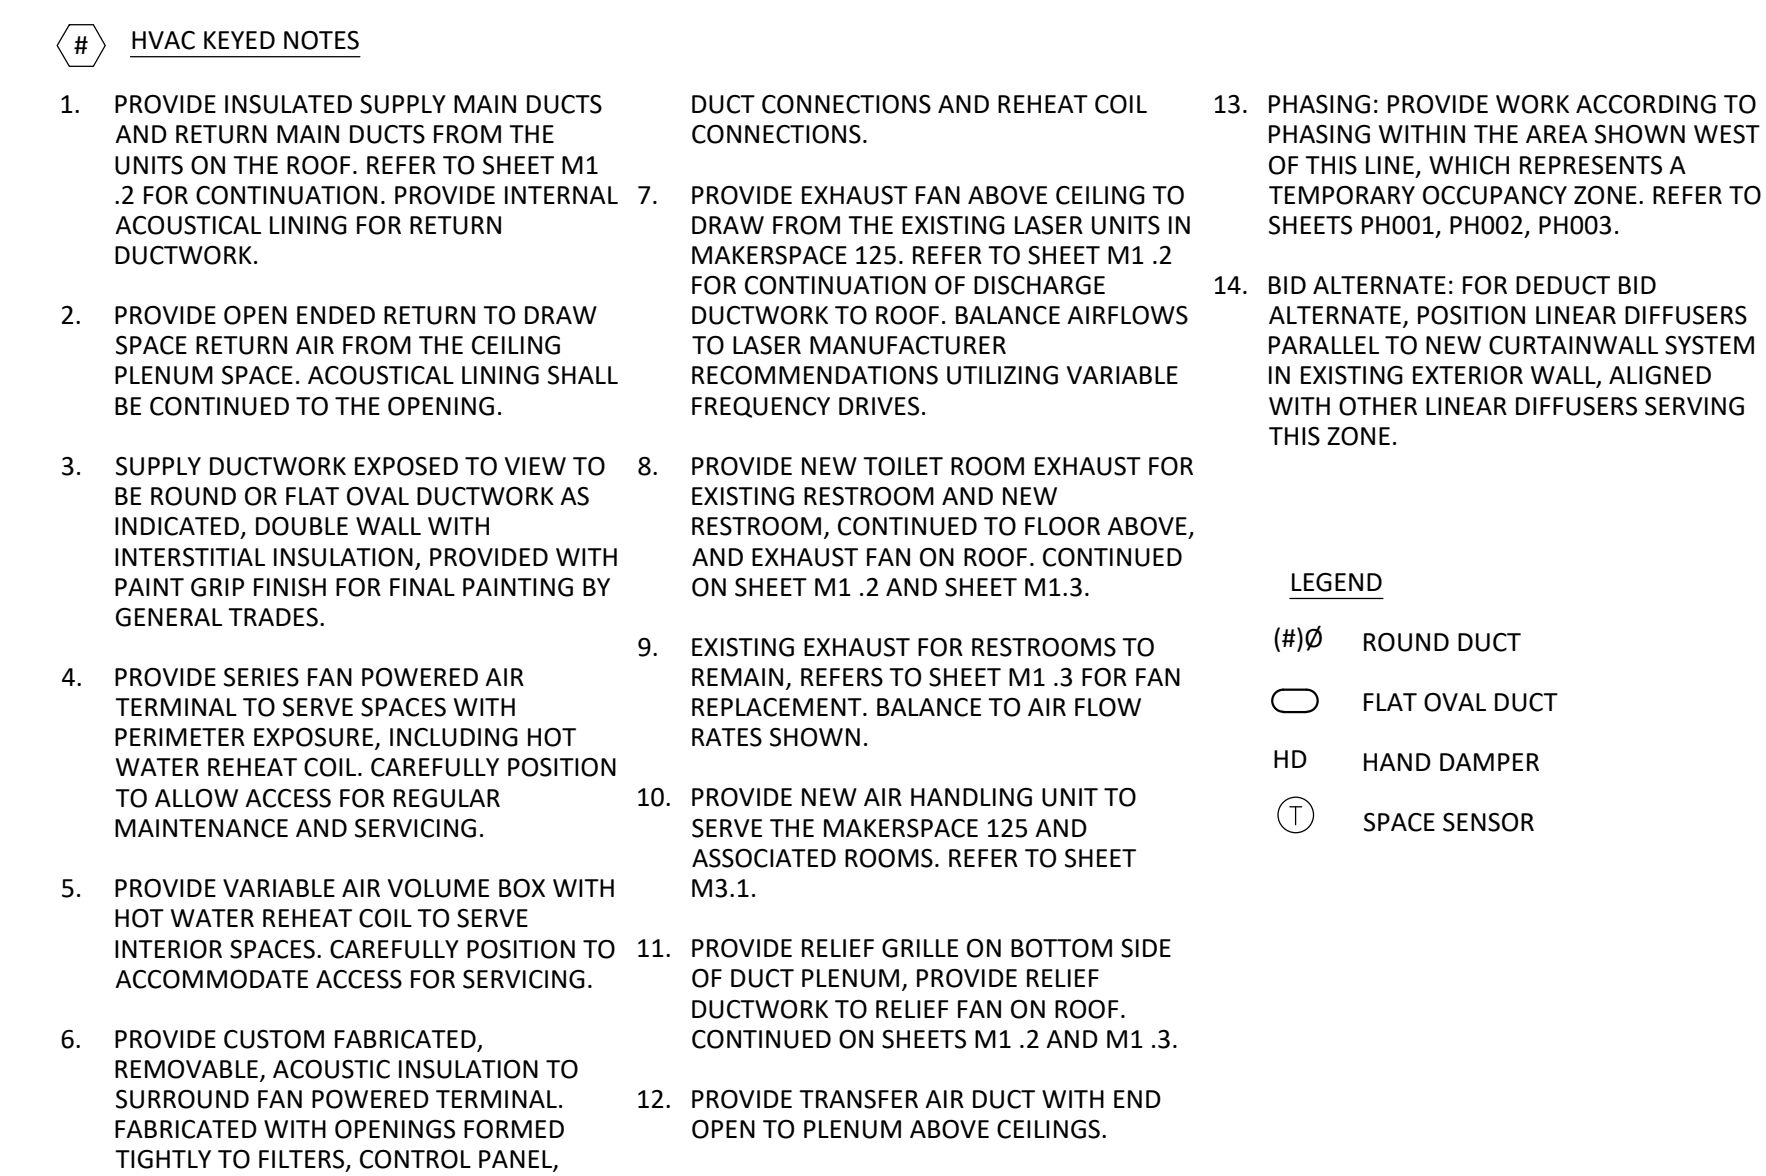 # HVAC KEYED NOTES
1. PROVIDE INSULATED SUPPLY MAIN DUCTS
AND RETURN MAIN DUCTS FROM THE
UNITS ON THE ROOF. REFER TO SHEET M1
.2 FOR CONTINUATION. PROVIDE INTERNAL
ACOUSTICAL LINING FOR RETURN
DUCTWORK.
2. PROVIDE OPEN ENDED RETURN TO DRAW
SPACE RETURN AIR FROM THE CEILING
PLENUM SPACE. ACOUSTICAL LINING SHALL
BE CONTINUED TO THE OPENING.
3. SUPPLY DUCTWORK EXPOSED TO VIEW TO
BE ROUND OR FLAT OVAL DUCTWORK AS
INDICATED, DOUBLE WALL WITH
INTERSTITIAL INSULATION, PROVIDED WITH
PAINT GRIP FINISH FOR FINAL PAINTING BY
GENERAL TRADES.
4. PROVIDE SERIES FAN POWERED AIR
TERMINAL TO SERVE SPACES WITH
PERIMETER EXPOSURE, INCLUDING HOT
WATER REHEAT COIL. CAREFULLY POSITION
TO ALLOW ACCESS FOR REGULAR
MAINTENANCE AND SERVICING.
5. PROVIDE VARIABLE AIR VOLUME BOX WITH
HOT WATER REHEAT COIL TO SERVE
INTERIOR SPACES. CAREFULLY POSITION TO
ACCOMMODATE ACCESS FOR SERVICING.
6. PROVIDE CUSTOM FABRICATED,
REMOVABLE, ACOUSTIC INSULATION TO
SURROUND FAN POWERED TERMINAL.
FABRICATED WITH OPENINGS FORMED
TIGHTLY TO FILTERS, CONTROL PANEL,
DUCT CONNECTIONS AND REHEAT COIL
CONNECTIONS.
7. PROVIDE EXHAUST FAN ABOVE CEILING TO
DRAW FROM THE EXISTING LASER UNITS IN
MAKERSPACE 125. REFER TO SHEET M1 .2
FOR CONTINUATION OF DISCHARGE
DUCTWORK TO ROOF. BALANCE AIRFLOWS
TO LASER MANUFACTURER
RECOMMENDATIONS UTILIZING VARIABLE
FREQUENCY DRIVES.
8. PROVIDE NEW TOILET ROOM EXHAUST FOR
EXISTING RESTROOM AND NEW
RESTROOM, CONTINUED TO FLOOR ABOVE,
AND EXHAUST FAN ON ROOF. CONTINUED
ON SHEET M1 .2 AND SHEET M1.3.
9. EXISTING EXHAUST FOR RESTROOMS TO
REMAIN, REFERS TO SHEET M1 .3 FOR FAN
REPLACEMENT. BALANCE TO AIR FLOW
RATES SHOWN.
10. PROVIDE NEW AIR HANDLING UNIT TO
SERVE THE MAKERSPACE 125 AND
ASSOCIATED ROOMS. REFER TO SHEET
M3.1.
11. PROVIDE RELIEF GRILLE ON BOTTOM SIDE
OF DUCT PLENUM, PROVIDE RELIEF
DUCTWORK TO RELIEF FAN ON ROOF.
CONTINUED ON SHEETS M1 .2 AND M1 .3.
12. PROVIDE TRANSFER AIR DUCT WITH END
OPEN TO PLENUM ABOVE CEILINGS.
13. PHASING: PROVIDE WORK ACCORDING TO
PHASING WITHIN THE AREA SHOWN WEST
OF THIS LINE, WHICH REPRESENTS A
TEMPORARY OCCUPANCY ZONE. REFER TO
SHEETS PH001, PH002, PH003.
14. BID ALTERNATE: FOR DEDUCT BID
ALTERNATE, POSITION LINEAR DIFFUSERS
PARALLEL TO NEW CURTAINWALL SYSTEM
IN EXISTING EXTERIOR WALL, ALIGNED
WITH OTHER LINEAR DIFFUSERS SERVING
THIS ZONE.
LEGEND
(#)Ø ROUND DUCT
FLAT OVAL DUCT
HD HAND DAMPER
T SPACE SENSOR